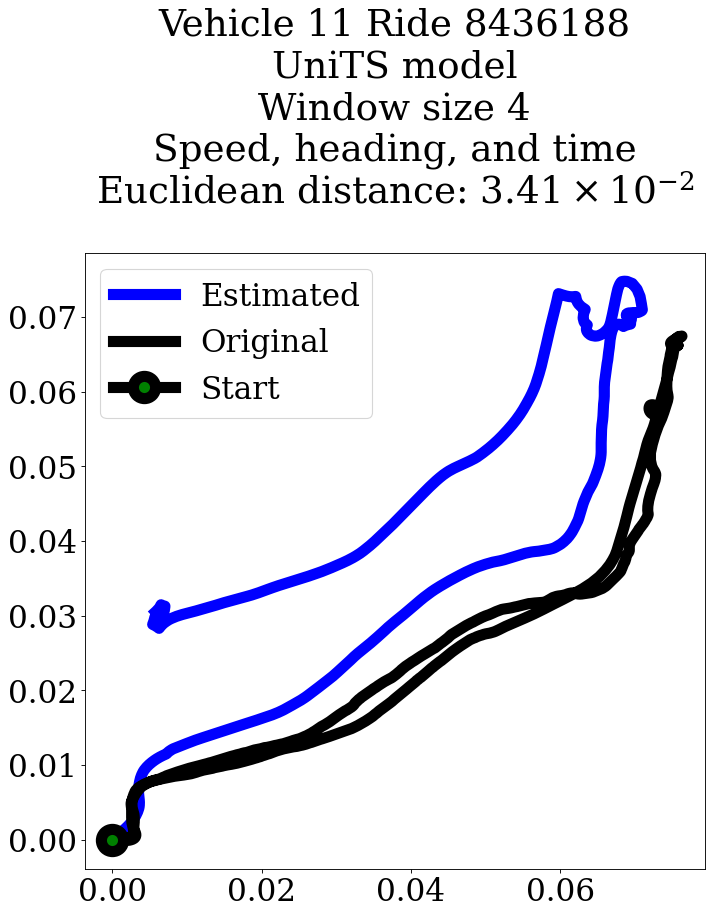 Vehicle 11 Ride 8436188
UniTS model
Window size 4
Speed, heading, and time
Euclidean distance: 3.41 × 10⁻²
Estimated
Original
Start
0.07
0.06
0.05
0.04
0.03
0.02
0.01
0.00
0.00 0.02 0.04 0.06